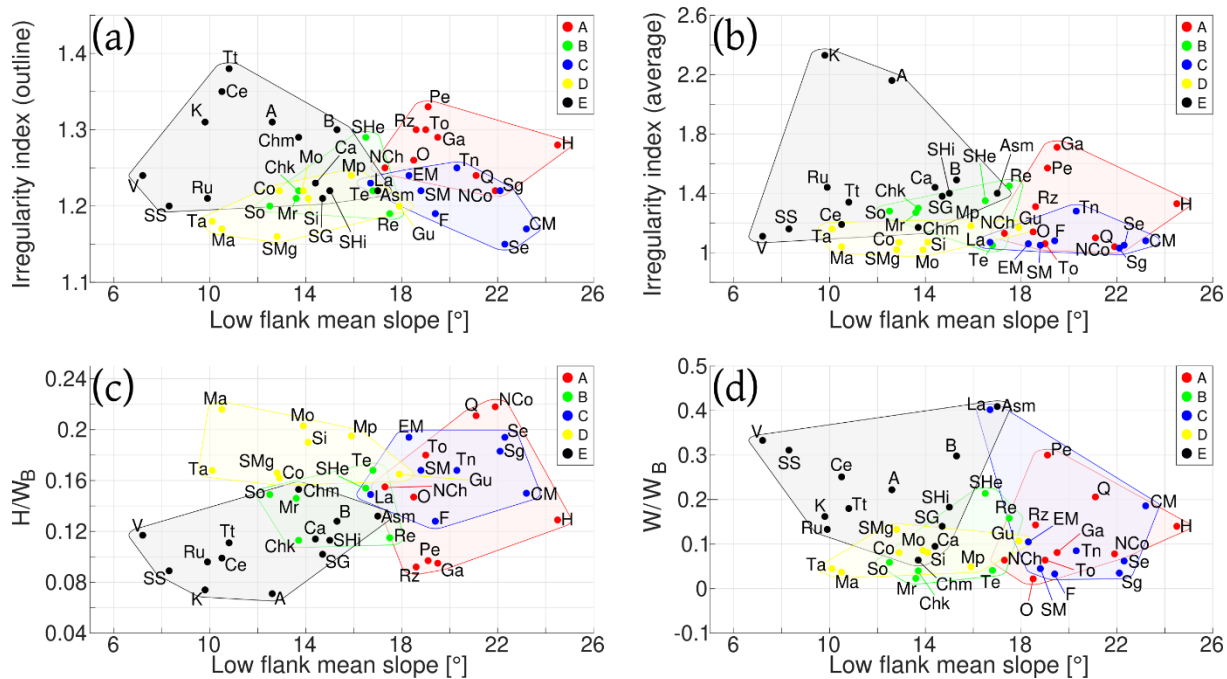 (a)
Irregularity index (outline)
1.4
1.3
1.2
1.1
Tt
Ce
K
A
Chm
B
SHe
Ca
Mo
Chk
Mp
V
SS
Ru
Co
So
Mr
Ta
Ma
SMg
Si
SG
SHi
Te
La
Asm
Re
Gu
NCh
O
Rz
Pe
To
Ga
H
EM
Tn
Q
SM
NCo
Sg
F
CM
Se
A
B
C
D
E
10 14 18 22 26
Low flank mean slope [°]
(b)
Irregularity index (average)
2.6
2.2
1.8
1.4
1
K
A
Ga
Pe
Asm
SHi
B
SHe
Re
Ca
Ru
Tt
Chk
SG
Rz
H
SS
Ce
So
Mp
NCh
Gu
O
Tn
Se
V
Ta
Mr
Chm
Q
F
CM
Ma
Co
SMg
Si
Mo
La
Te
EM
SM
To
NCo
Sg
A
B
C
D
E
10 14 18 22 26
Low flank mean slope [°]
(c)
H/WB
0.24
0.2
0.16
0.12
0.08
0.04
Ma
Mo
Mp
Si
Ta
SMg
Co
SHe
Te
EM
To
Q
NCo
Se
Sg
SM
Tn
Gu
So
Mr
Chm
La
NCh
O
CM
V
Tt
Ru
Ce
Chk
Ca
B
SHi
Asm
F
H
Re
SG
SS
K
A
Rz
Pe
Ga
A
B
C
D
E
10 14 18 22 26
Low flank mean slope [°]
(d)
W/WB
0.5
0.4
0.3
0.2
0.1
0
-0.1
La
Asm
V
SS
Ce
B
Pe
A
K
Tt
Ru
SHi
SHe
Q
CM
SG
Re
SMg
Mo
Ca
Gu
EM
Rz
Ga
H
Co
Si
NCh
Tn
NCo
Se
Ta
Ma
So
Mp
Te
To
Sg
Chk
Chm
O
SM
F
A
B
C
D
E
10 14 18 22 26
Low flank mean slope [°]